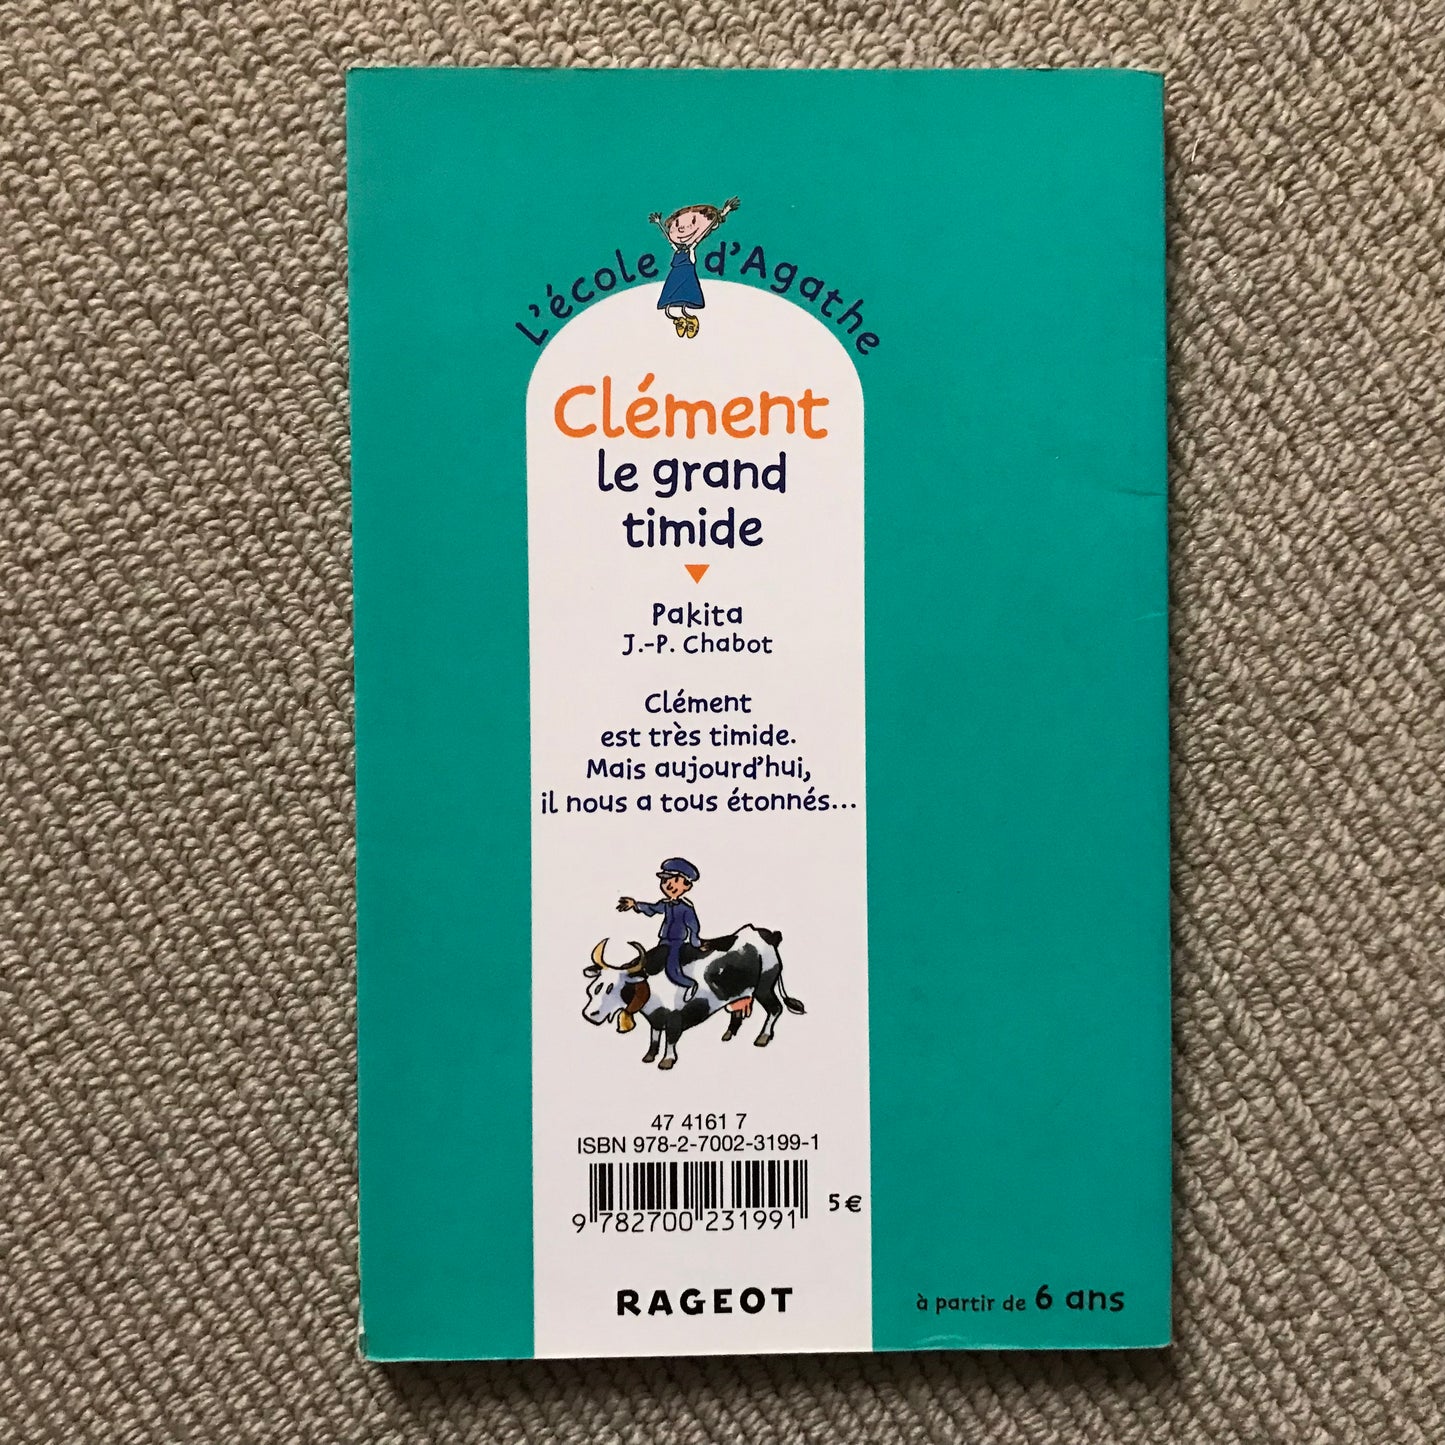 L'école d'Agathe
Clément
le grand
timide
Pakita
J.-P. Chabot
Clément
est très timide.
Mais aujourd'hui,
il nous a tous étonnés...
47 4161 7
ISBN 978-2-7002-3199-1
9 782700 231991
5 €
RAGEOT
à partir de 6 ans